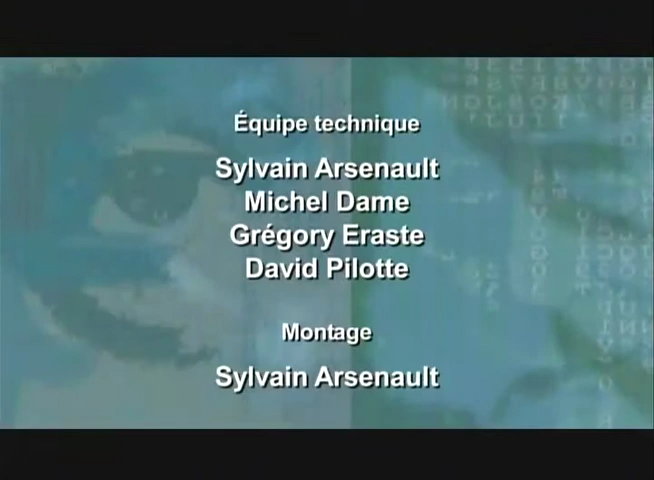 Équipe technique
Sylvain Arsenault
Michel Dame
Grégory Eraste
David Pilotte
Montage
Sylvain Arsenault